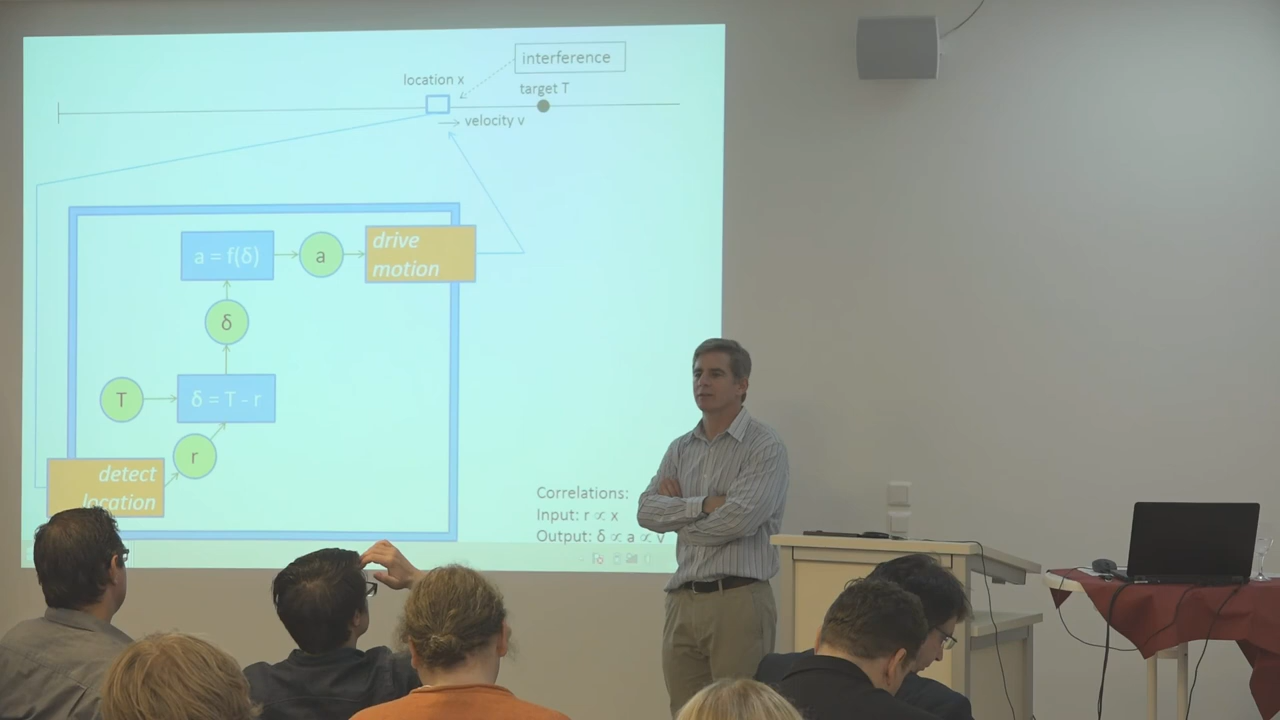 interference
location x
target T
velocity v
a = f(δ)
a
drive
motion
δ
T
δ = T - r
r
detect
location
Correlations:
Input: r ∝ x
Output: δ ∝ a ∝ v